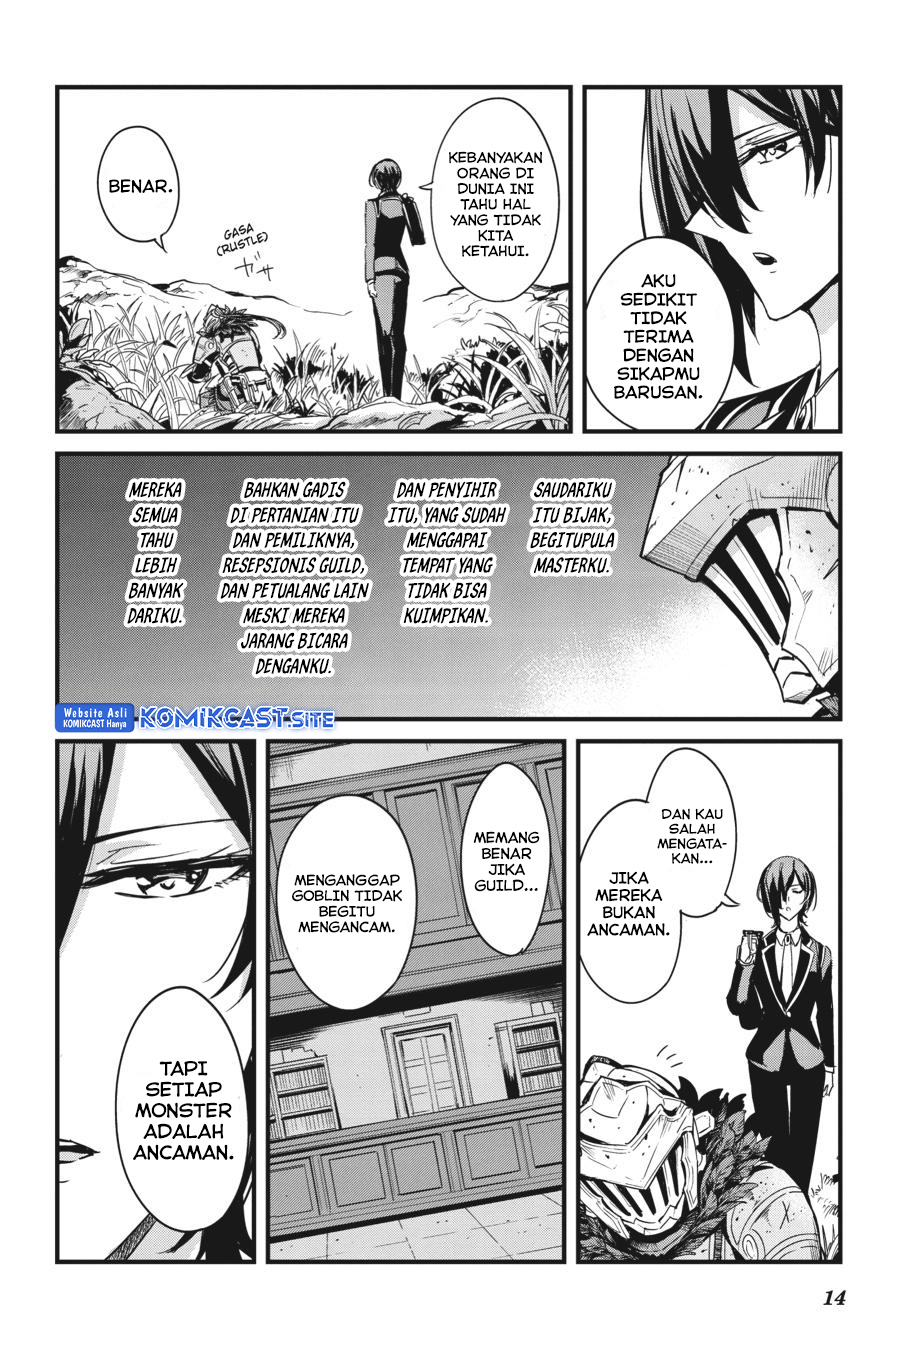 AKU
SEDIKIT
TIDAK
TERIMA
DENGAN
SIKAPMU
BARUSAN.
KEBANYAKAN
ORANG DI
DUNIA INI
TAHU HAL
YANG TIDAK
KITA
KETAHUI.
GASA
(RUSTLE)
ガサ
BENAR.
SAUDARIKU
ITU BIJAK,
BEGITUPULA
MASTERKU.
DAN PENYIHIR
ITU, YANG SUDAH
MENGGAPAI
TEMPAT YANG
TIDAK BISA
KUIMPIKAN.
BAHKAN GADIS
DI PERTANIAN ITU
DAN PEMILIKNYA,
RESEPSIONIS GUILD,
DAN PETUALANG LAIN
MESKI MEREKA
JARANG BICARA
DENGANKU.
MEREKA
SEMUA
TAHU
LEBIH
BANYAK
DARIKU.
Website Asli
KOMIKCAST Hanya
KOMIKCAST.SITE
DAN KAU
SALAH
MENGATA-
KAN...
JIKA
MEREKA
BUKAN
ANCAMAN.
MEMANG
BENAR
JIKA
GUILD...
MENGANGGAP
GOBLIN TIDAK
BEGITU
MENGANCAM.
TAPI
SETIAP
MONSTER
ADALAH
ANCAMAN.
14